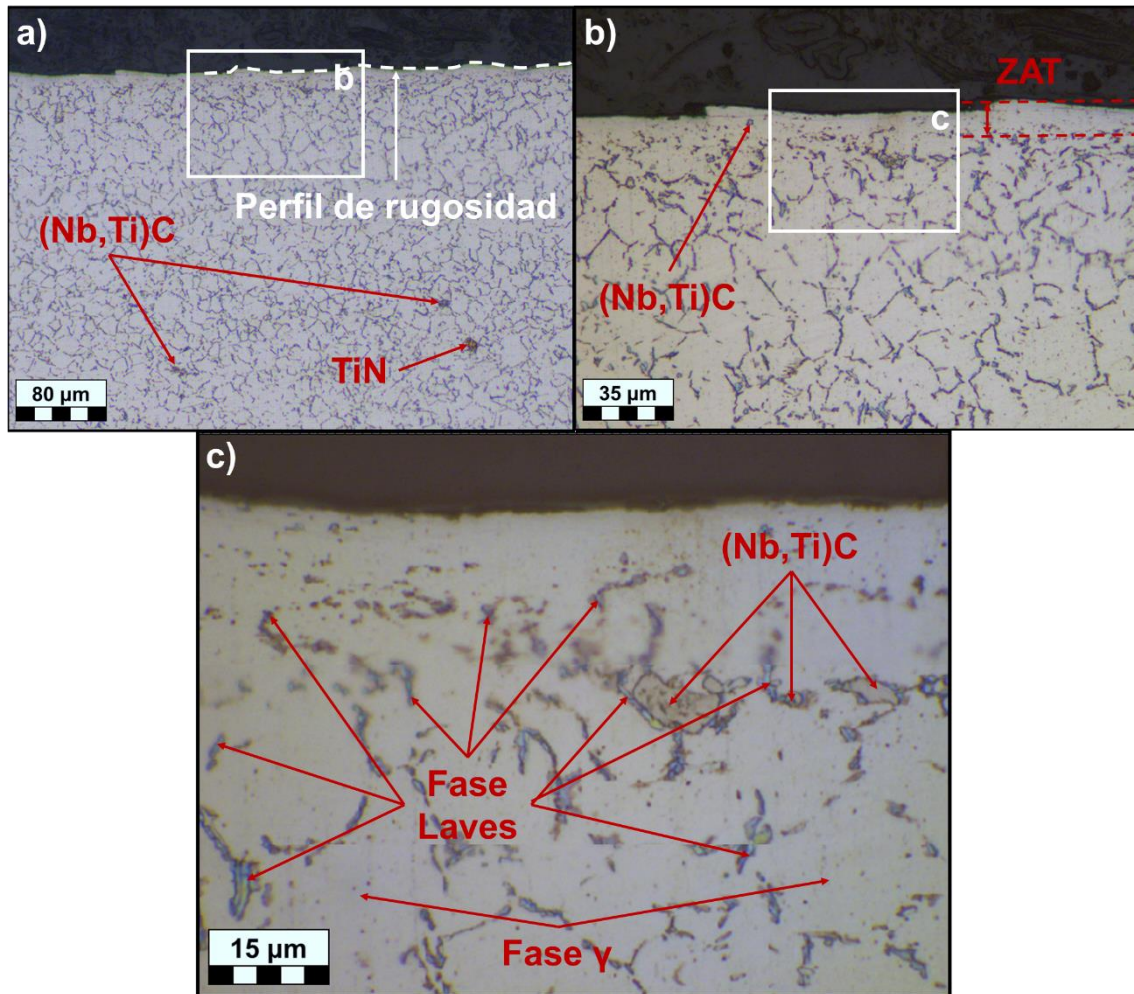 a)
b
Perfil de rugosidad
(Nb,Ti)C
TiN
80 µm
b)
ZAT
c
(Nb,Ti)C
35 µm
c)
(Nb,Ti)C
Fase
Laves
Fase γ
15 µm